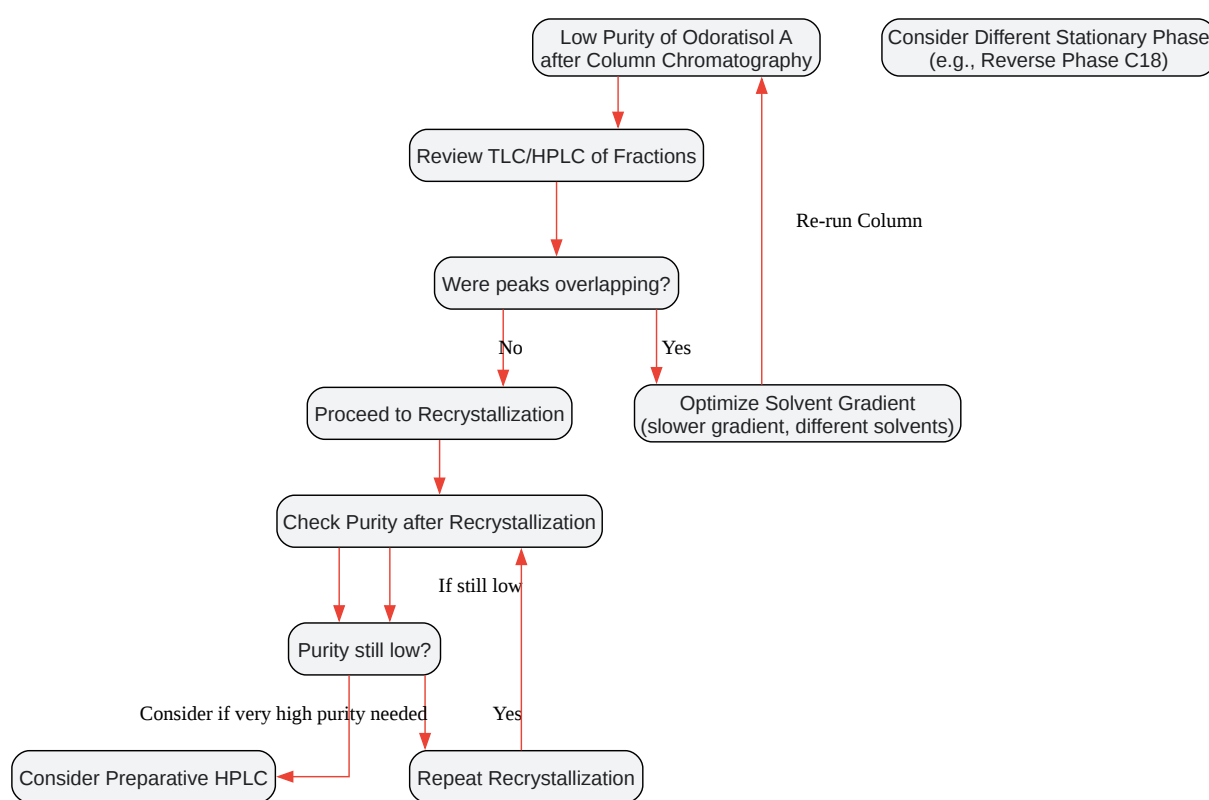 Low Purity of Odoratisol A
after Column Chromatography
Consider Different Stationary Phase
(e.g., Reverse Phase C18)
Review TLC/HPLC of Fractions
Re-run Column
Were peaks overlapping?
No
Yes
Proceed to Recrystallization
Optimize Solvent Gradient
(slower gradient, different solvents)
Check Purity after Recrystallization
If still low
Purity still low?
Consider if very high purity needed
Yes
Consider Preparative HPLC
Repeat Recrystallization